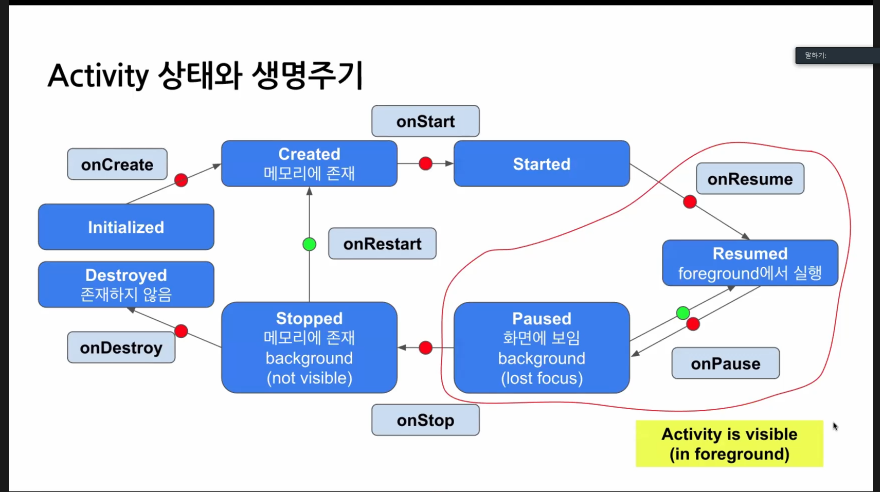 말하기:
Activity 상태와 생명주기
onStart
onCreate
Created
메모리에 존재
Started
onResume
Initialized
onRestart
Resumed
foreground에서 실행
Destroyed
존재하지 않음
Stopped
메모리에 존재
background
(not visible)
Paused
화면에 보임
background
(lost focus)
onDestroy
onPause
onStop
Activity is visible
(in foreground)